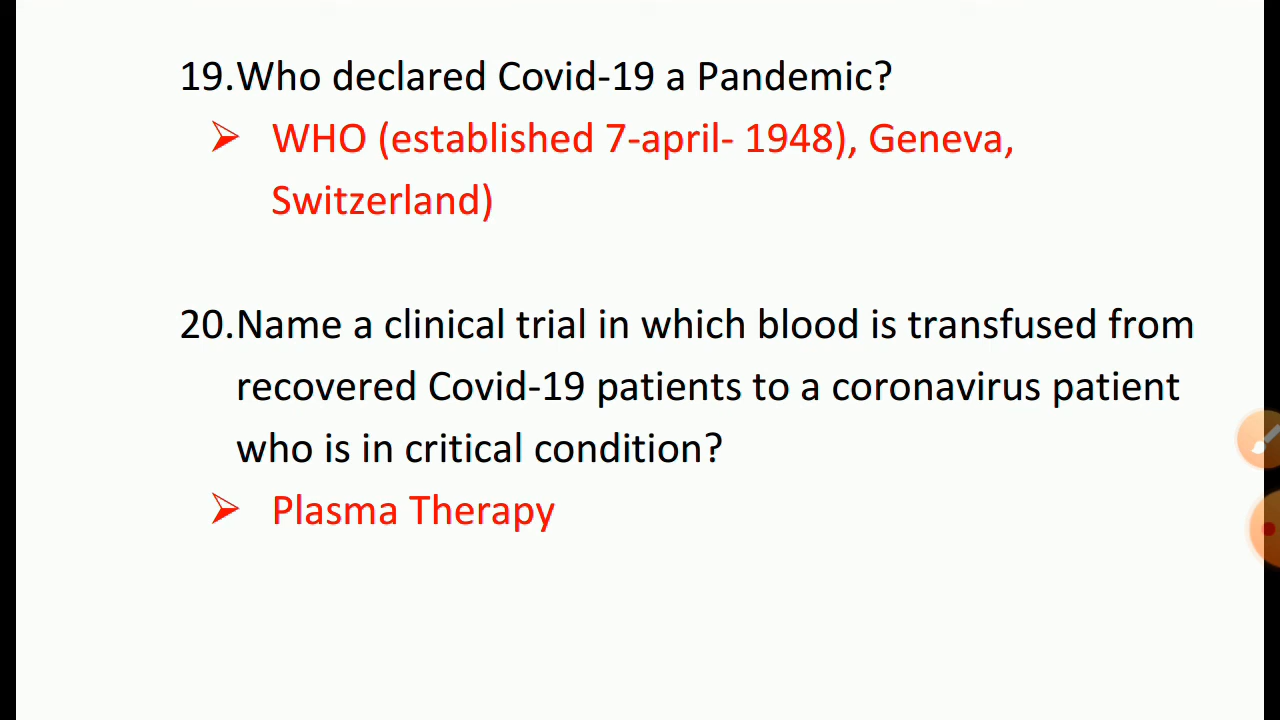 19.Who declared Covid-19 a Pandemic?
➢ WHO (established 7-april- 1948), Geneva,
Switzerland)
20.Name a clinical trial in which blood is transfused from
recovered Covid-19 patients to a coronavirus patient
who is in critical condition?
➢ Plasma Therapy